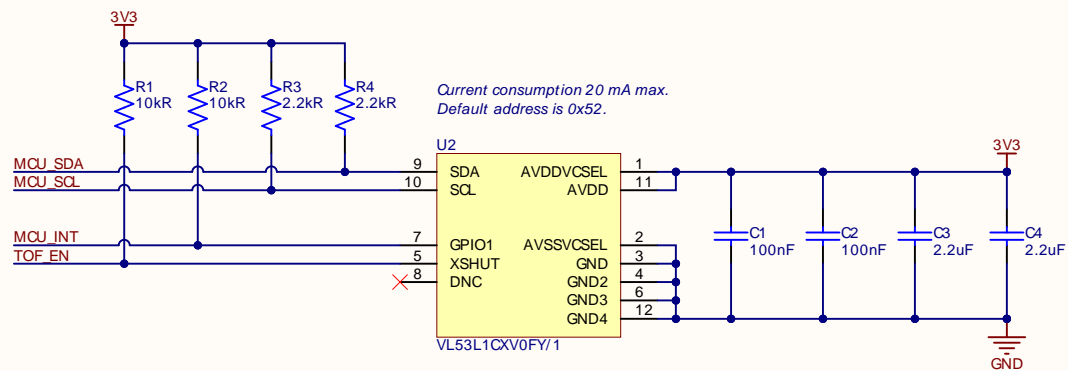 3V3
R1
10kR
R2
10kR
R3
2.2kR
R4
2.2kR
Current consumption 20 mA max.
Default address is 0x52.
U2
MCU_SDA
9
SDA
AVDDVCSEL
1
3V3
MCU_SCL
10
SCL
AVDD
11
MCU_INT
7
GPIO1
AVSSVCSEL
2
TOF_EN
5
XSHUT
GND
3
8
DNC
GND2
4
GND3
6
GND4
12
C1
100nF
C2
100nF
C3
2.2uF
C4
2.2uF
VL53L1CXV0FY/1
GND